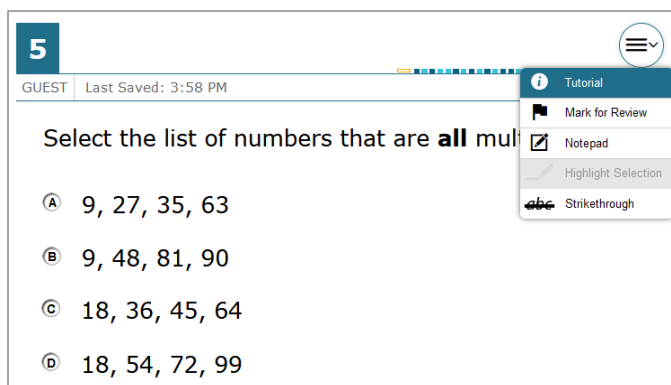 5
GUEST Last Saved: 3:58 PM
Tutorial
Mark for Review
Notepad
Highlight Selection
abc Strikethrough
Select the list of numbers that are all mul
A 9, 27, 35, 63
B 9, 48, 81, 90
C 18, 36, 45, 64
D 18, 54, 72, 99